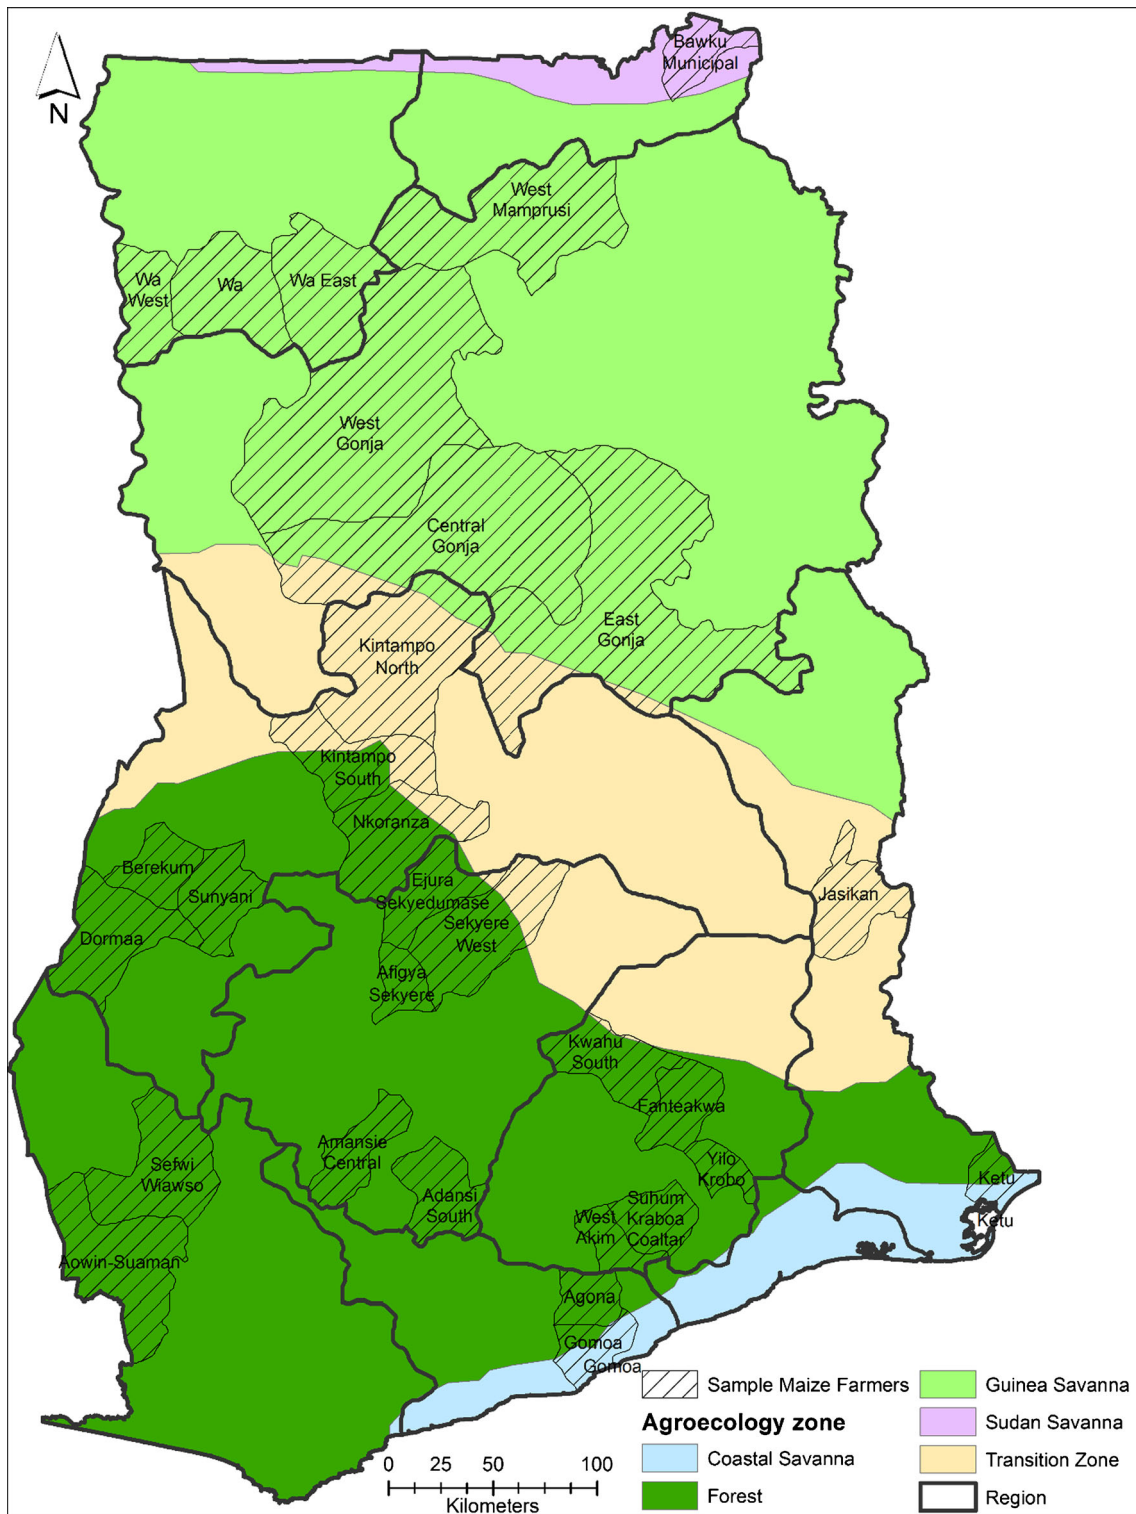 Bawku
Municipal
N
West
Mamprusi
Wa
West
Wa
Wa East
West
Gonja
Central
Gonja
East
Gonja
Kintampo
North
Kintampo
South
Nkoranza
Berekum
Sunyani
Dormaa
Ejura
Sekyedumase
Sekyere
West
Afigya
Sekyere
Jasikan
Kwahu
South
Fanteakwa
Yilo
Krobo
Amansie
Central
Adansi
South
Sefwi
Wiawso
Suhum
Kraboa
Coaltar
West
Akim
Ketu
Ketu
Aowin-Suaman
Agona
Gomoa
Gomoa
Sample Maize Farmers
Agroecology zone
Coastal Savanna
Forest
Guinea Savanna
Sudan Savanna
Transition Zone
Region
0 25 50 100
Kilometers